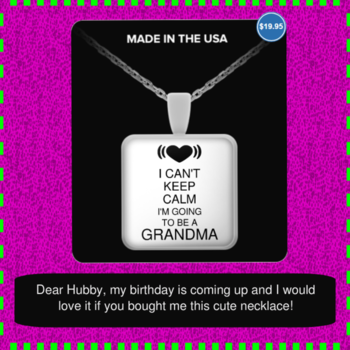 $19.95
MADE IN THE USA
I CAN'T
KEEP
CALM
I'M GOING
TO BE A
GRANDMA
Dear Hubby, my birthday is coming up and I would
love it if you bought me this cute necklace!